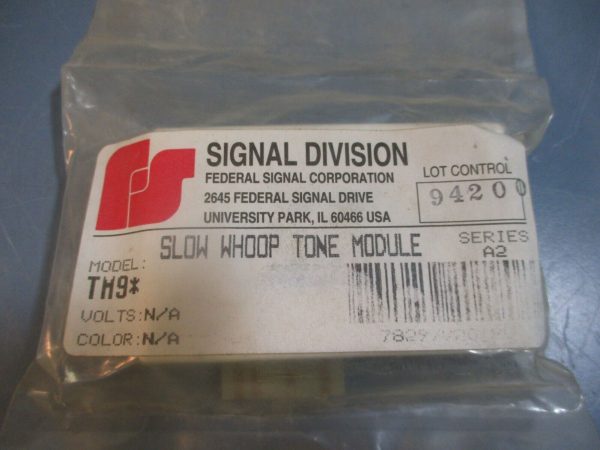 SIGNAL DIVISION
FEDERAL SIGNAL CORPORATION
2645 FEDERAL SIGNAL DRIVE
UNIVERSITY PARK, IL 60466 USA
LOT CONTROL
94200
SLOW WHOOP TONE MODULE
SERIES
A2
MODEL:
TM9*
VOLTS:N/A
COLOR:N/A